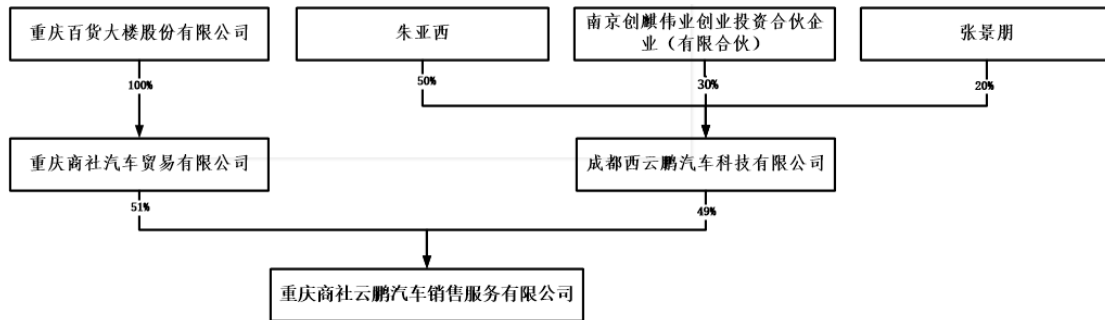 重庆百货大楼股份有限公司
朱亚西
南京创麒伟业创业投资合伙企
业（有限合伙）
张景朋
100%
50%
30%
20%
重庆商社汽车贸易有限公司
成都西云鹏汽车科技有限公司
51%
49%
重庆商社云鹏汽车销售服务有限公司